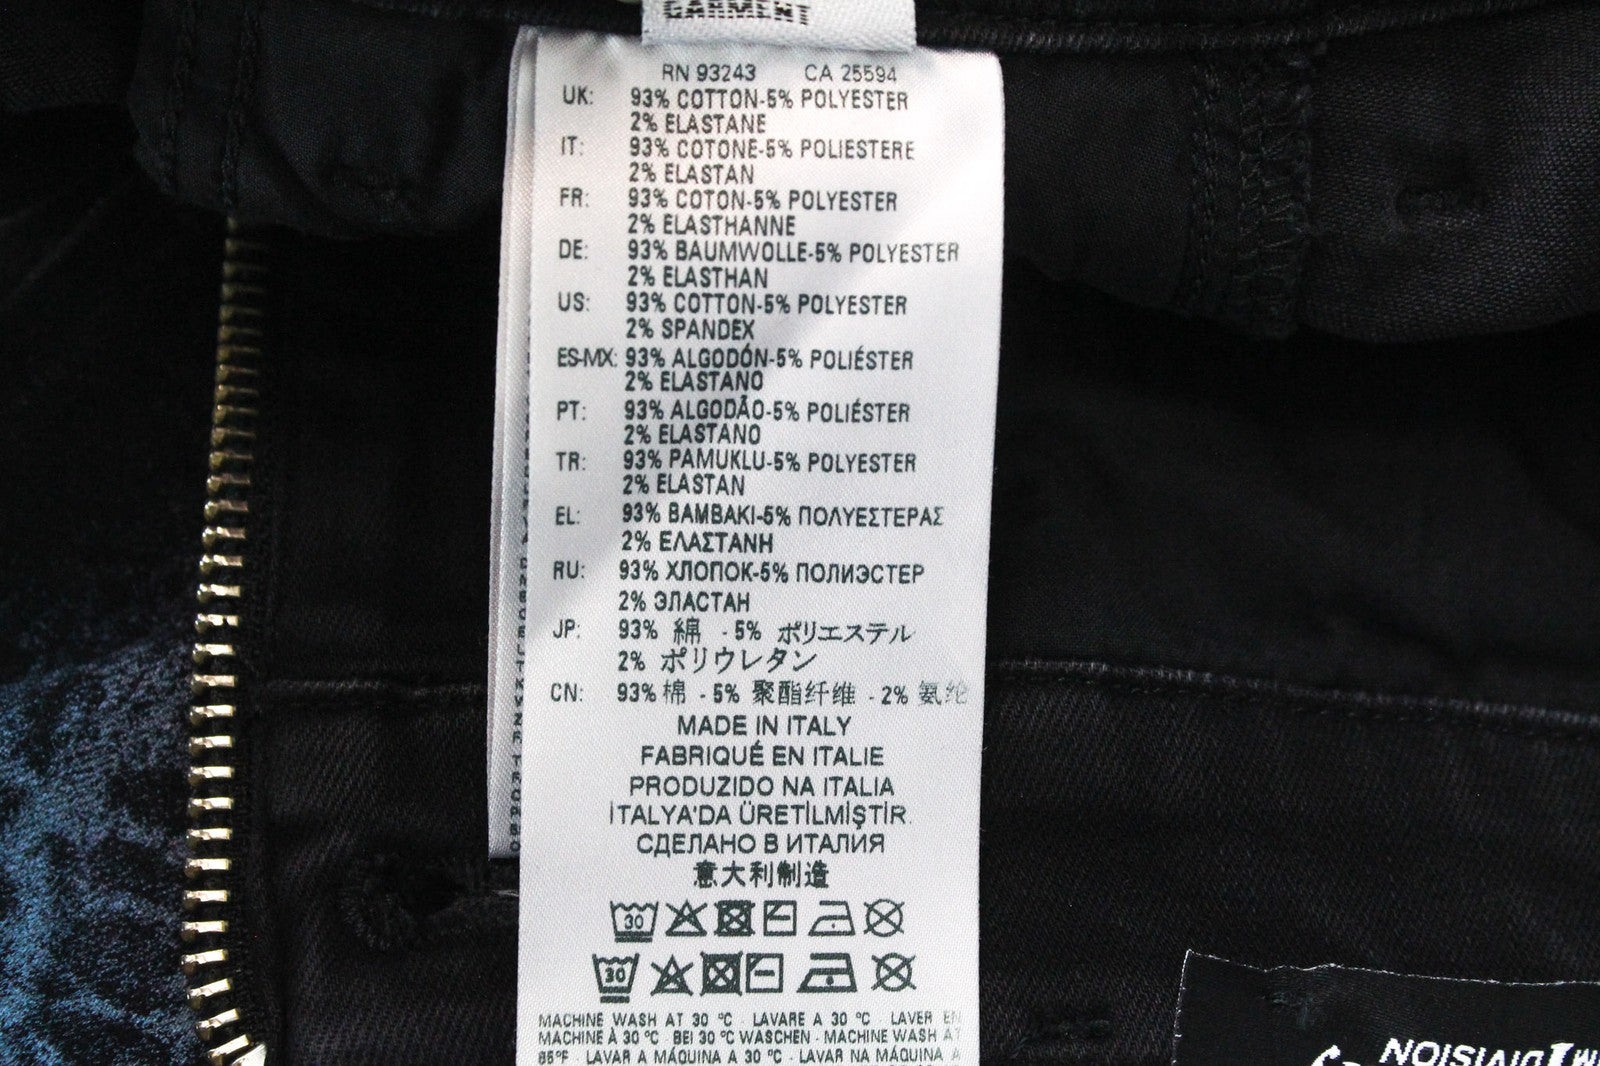 GARMENT
RN 93243 CA 25594
UK: 93% COTTON-5% POLYESTER
2% ELASTANE
IT: 93% COTONE-5% POLIESTERE
2% ELASTAN
FR: 93% COTON-5% POLYESTER
2% ELASTHANNE
DE: 93% BAUMWOLLE-5% POLYESTER
2% ELASTHAN
US: 93% COTTON-5% POLYESTER
2% SPANDEX
ES-MX: 93% ALGODÓN-5% POLIÉSTER
2% ELASTANO
PT: 93% ALGODÃO-5% POLIÉSTER
2% ELASTANO
TR: 93% PAMUKLU-5% POLYESTER
2% ELASTAN
EL: 93% ΒΑΜΒΑΚΙ-5% ΠΟΛΥΕΣΤΕΡΑΣ
2% ΕΛΑΣΤΑΝΗ
RU: 93% ХЛОПОК-5% ПОЛИЭСТЕР
2% ЭЛАСТАН
JP: 93% 綿 - 5% ポリエステル
2% ポリウレタン
CN: 93% 棉 - 5% 聚酯纤维 - 2% 氨纶
MADE IN ITALY
FABRIQUÉ EN ITALIE
PRODUZIDO NA ITALIA
İTALYA'DA ÜRETİLMİŞTİR.
СДЕЛАНО В ИТАЛИЯ
意大利制造
30
30
MACHINE WASH AT 30 °C - LAVARE A 30 °C - LAVER EN
MACHINE À 30 °C - BEI 30 °C WASCHEN - MACHINE WASH AT
85°F - LAVAR A MÁQUINA A 30 °C - LAVAR NA MÁQUINA A
DIVISION